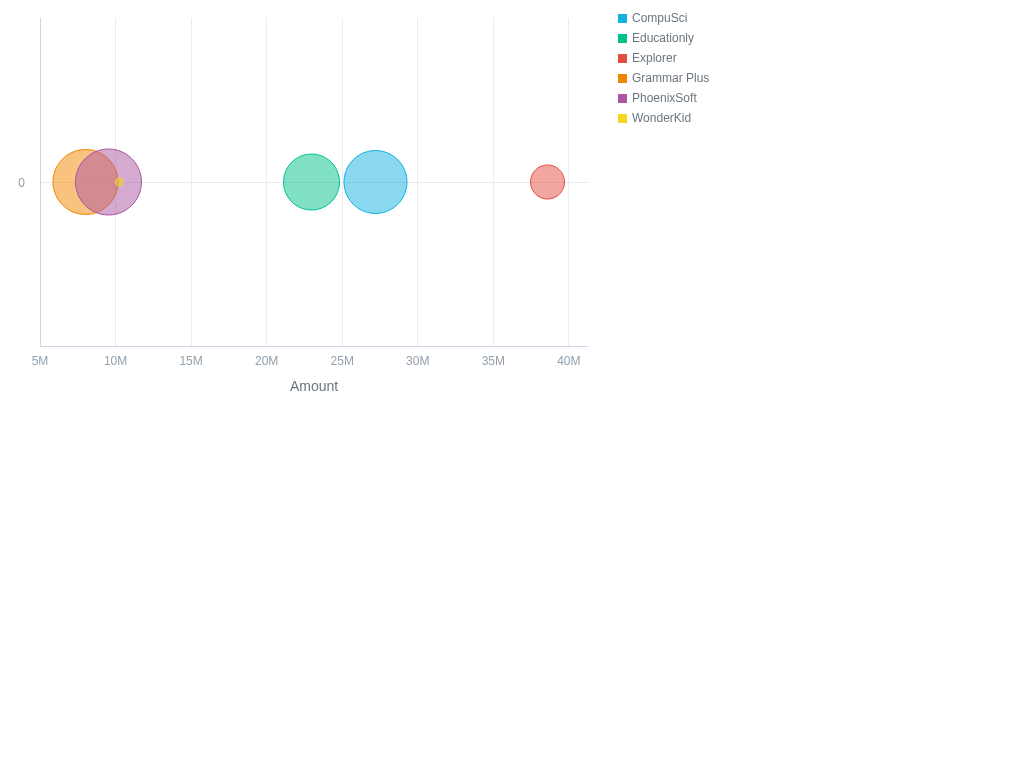 CompuSci
Educationly
Explorer
Grammar Plus
PhoenixSoft
WonderKid
0
5M 10M 15M 20M 25M 30M 35M 40M
Amount